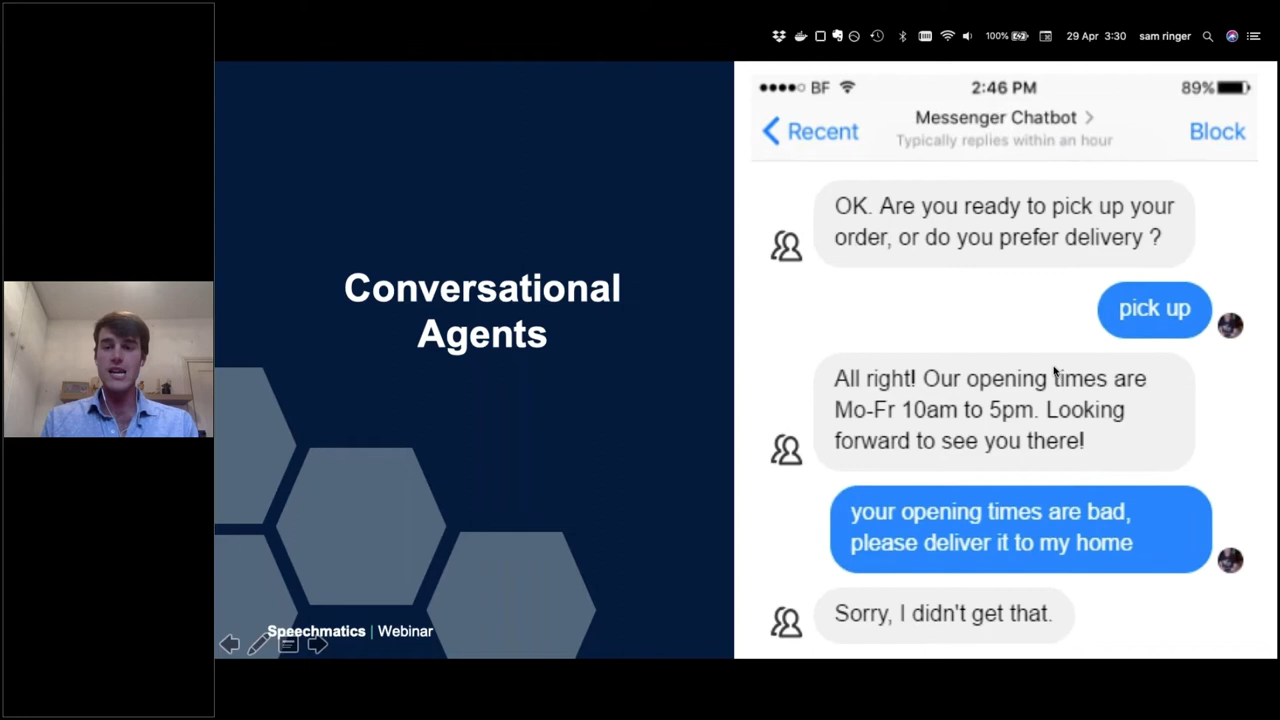 100%
29 Apr 3:30
sam ringer
Conversational
Agents
Speechmatics | Webinar
BF
2:46 PM
89%
Recent
Messenger Chatbot
Typically replies within an hour
Block
OK. Are you ready to pick up your
order, or do you prefer delivery ?
pick up
All right! Our opening times are
Mo-Fr 10am to 5pm. Looking
forward to see you there!
your opening times are bad,
please deliver it to my home
Sorry, I didn't get that.